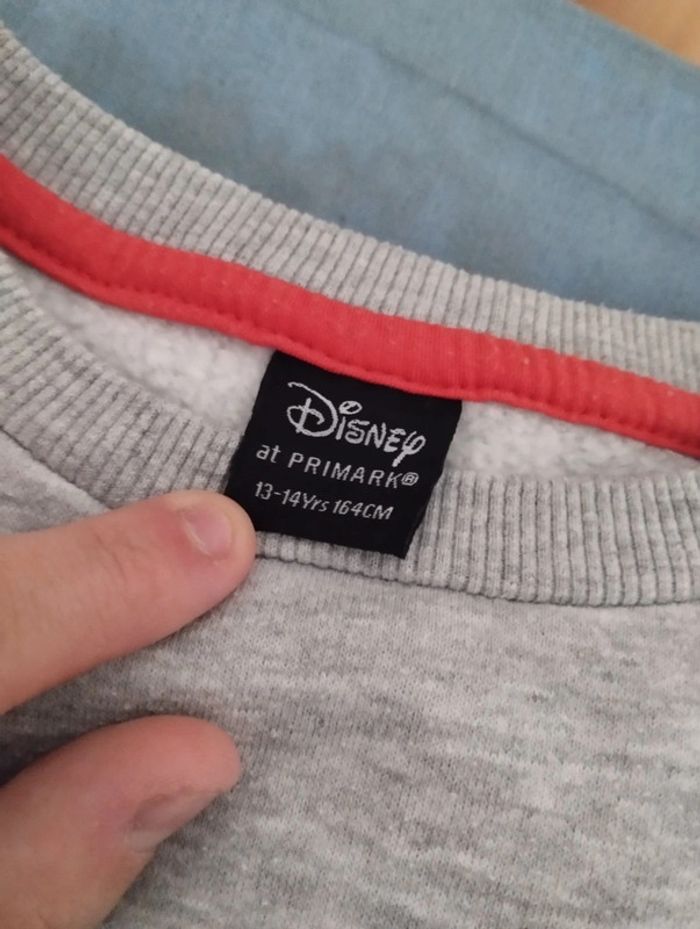 Disney
at PRIMARK®
13-14Yrs 164CM